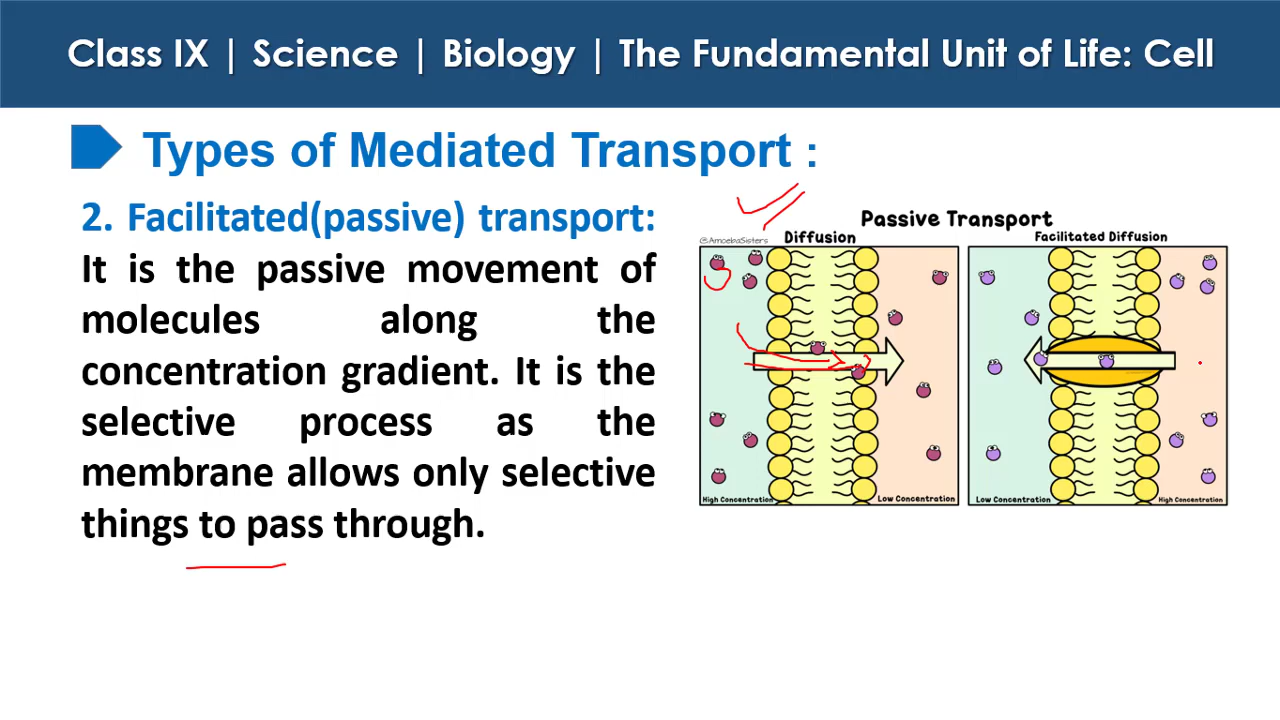 Class IX | Science | Biology | The Fundamental Unit of Life: Cell
Types of Mediated Transport :
2. Facilitated(passive) transport:
It is the passive movement of
molecules along the
concentration gradient. It is the
selective process as the
membrane allows only selective
things to pass through.
Passive Transport
@AmoebaSisters
Diffusion
Facilitated Diffusion
High Concentration
Low Concentration
Low Concentration
High Concentration